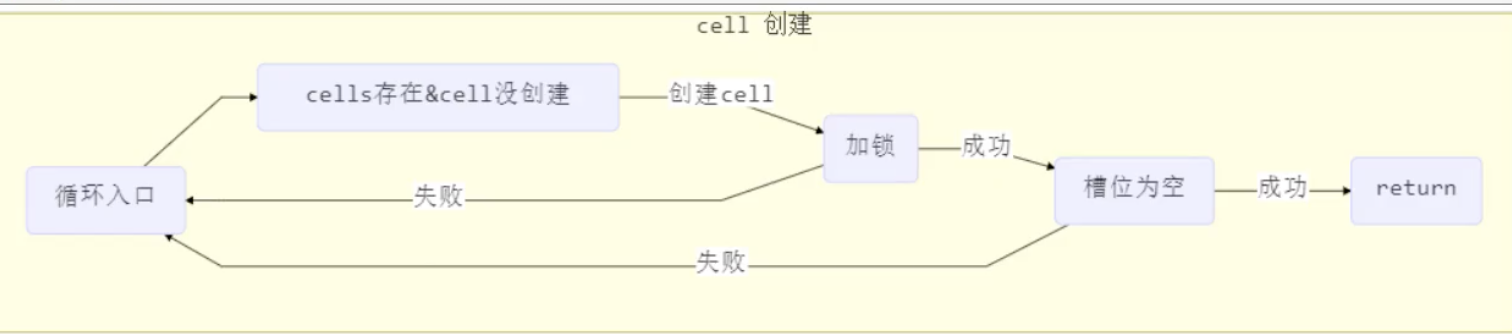 cell 创建
cells存在&cell没创建
创建cell
加锁
成功
槽位为空
成功
return
循环入口
失败
失败